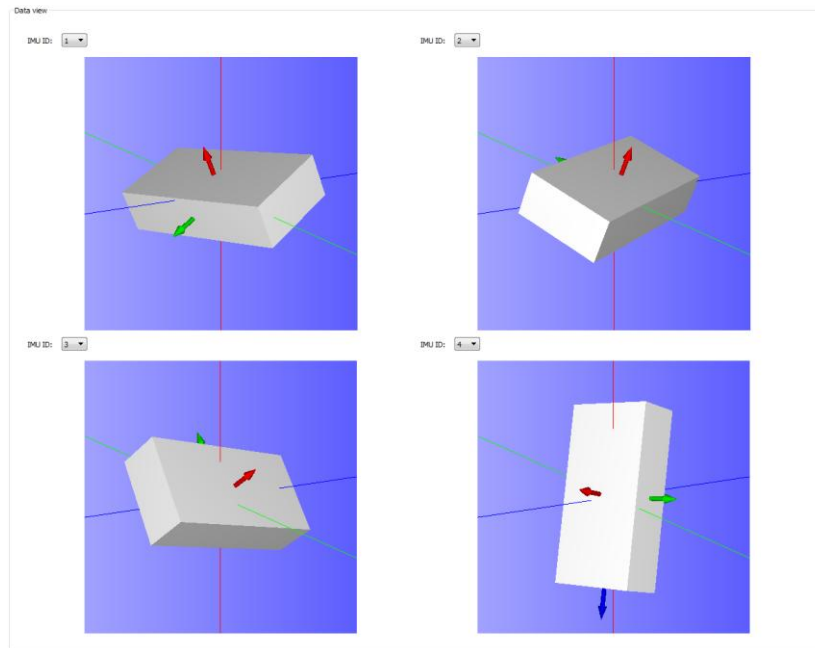 Data view
IMU ID: 1
IMU ID: 2
IMU ID: 3
IMU ID: 4